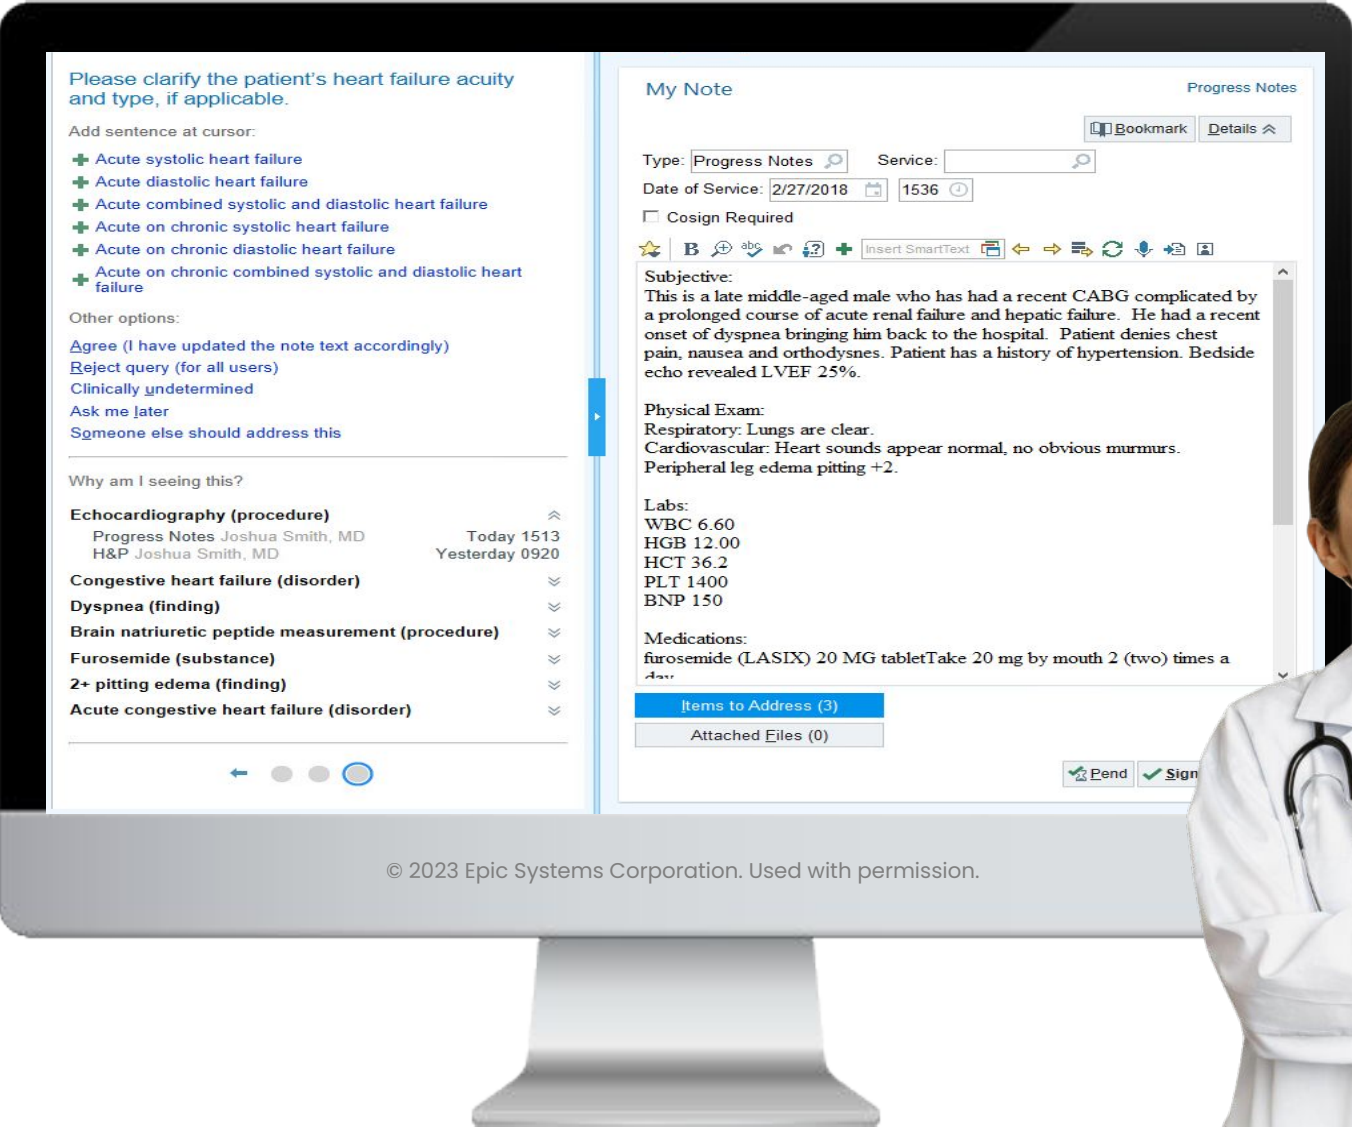 Please clarify the patient's heart failure acuity
and type, if applicable.
Add sentence at cursor:
Acute systolic heart failure
Acute diastolic heart failure
Acute combined systolic and diastolic heart failure
Acute on chronic systolic heart failure
Acute on chronic diastolic heart failure
Acute on chronic combined systolic and diastolic heart
failure
Other options:
Agree (I have updated the note text accordingly)
Reject query (for all users)
Clinically undetermined
Ask me later
Someone else should address this
Why am I seeing this?
Echocardiography (procedure)
Progress Notes Joshua Smith, MD Today 1513
H&P Joshua Smith, MD Yesterday 0920
Congestive heart failure (disorder)
Dyspnea (finding)
Brain natriuretic peptide measurement (procedure)
Furosemide (substance)
2+ pitting edema (finding)
Acute congestive heart failure (disorder)
My Note Progress Notes
Bookmark Details
Type: Progress Notes Service:
Date of Service: 2/27/2018 1536
Cosign Required
B abc Insert SmartText
Subjective:
This is a late middle-aged male who has had a recent CABG complicated by
a prolonged course of acute renal failure and hepatic failure. He had a recent
onset of dyspnea bringing him back to the hospital. Patient denies chest
pain, nausea and orthodysnes. Patient has a history of hypertension. Bedside
echo revealed LVEF 25%.
Physical Exam:
Respiratory: Lungs are clear.
Cardiovascular: Heart sounds appear normal, no obvious murmurs.
Peripheral leg edema pitting +2.
Labs:
WBC 6.60
HGB 12.00
HCT 36.2
PLT 1400
BNP 150
Medications:
furosemide (LASIX) 20 MG tabletTake 20 mg by mouth 2 (two) times a
day
Items to Address (3)
Attached Files (0)
Pend Sign
© 2023 Epic Systems Corporation. Used with permission.